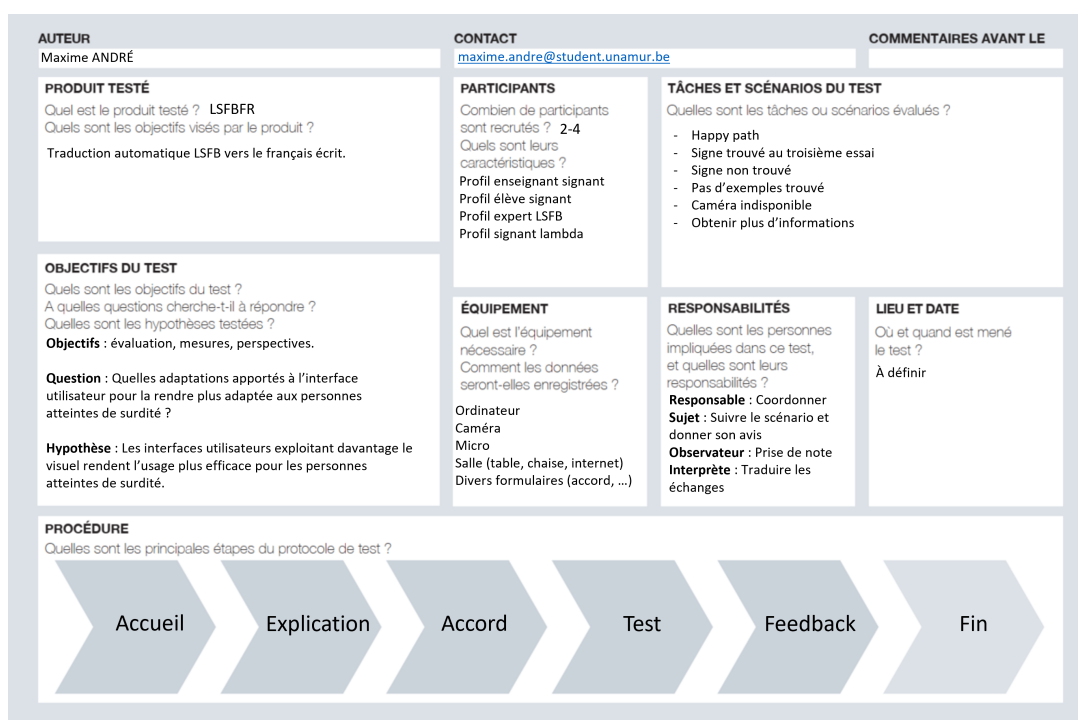 AUTEUR
Maxime ANDRÉ
CONTACT
maxime.andre@student.unamur.be
COMMENTAIRES AVANT LE
PRODUIT TESTÉ
Quel est le produit testé ? LSFBFR
Quels sont les objectifs visés par le produit ?
Traduction automatique LSFB vers le français écrit.
PARTICIPANTS
Combien de participants
sont recrutés ? 2-4
Quels sont leurs
caractéristiques ?
Profil enseignant signant
Profil élève signant
Profil expert LSFB
Profil signant lambda
TÂCHES ET SCÉNARIOS DU TEST
Quelles sont les tâches ou scénarios évalués ?
- Happy path
- Signe trouvé au troisième essai
- Signe non trouvé
- Pas d'exemples trouvé
- Caméra indisponible
- Obtenir plus d'informations
OBJECTIFS DU TEST
Quels sont les objectifs du test ?
A quelles questions cherche-t-il à répondre ?
Quelles sont les hypothèses testées ?
Objectifs : évaluation, mesures, perspectives.
Question : Quelles adaptations apportés à l'interface
utilisateur pour la rendre plus adaptée aux personnes
atteintes de surdité ?
Hypothèse : Les interfaces utilisateurs exploitant davantage le
visuel rendent l'usage plus efficace pour les personnes
atteintes de surdité.
ÉQUIPEMENT
Quel est l'équipement
nécessaire ?
Comment les données
seront-elles enregistrées ?
Ordinateur
Caméra
Micro
Salle (table, chaise, internet)
Divers formulaires (accord, …)
RESPONSABILITÉS
Quelles sont les personnes
impliquées dans ce test,
et quelles sont leurs
responsabilités ?
Responsable : Coordonner
Sujet : Suivre le scénario et
donner son avis
Observateur : Prise de note
Interprète : Traduire les
échanges
LIEU ET DATE
Où et quand est mené
le test ?
À définir
PROCÉDURE
Quelles sont les principales étapes du protocole de test ?
Accueil
Explication
Accord
Test
Feedback
Fin